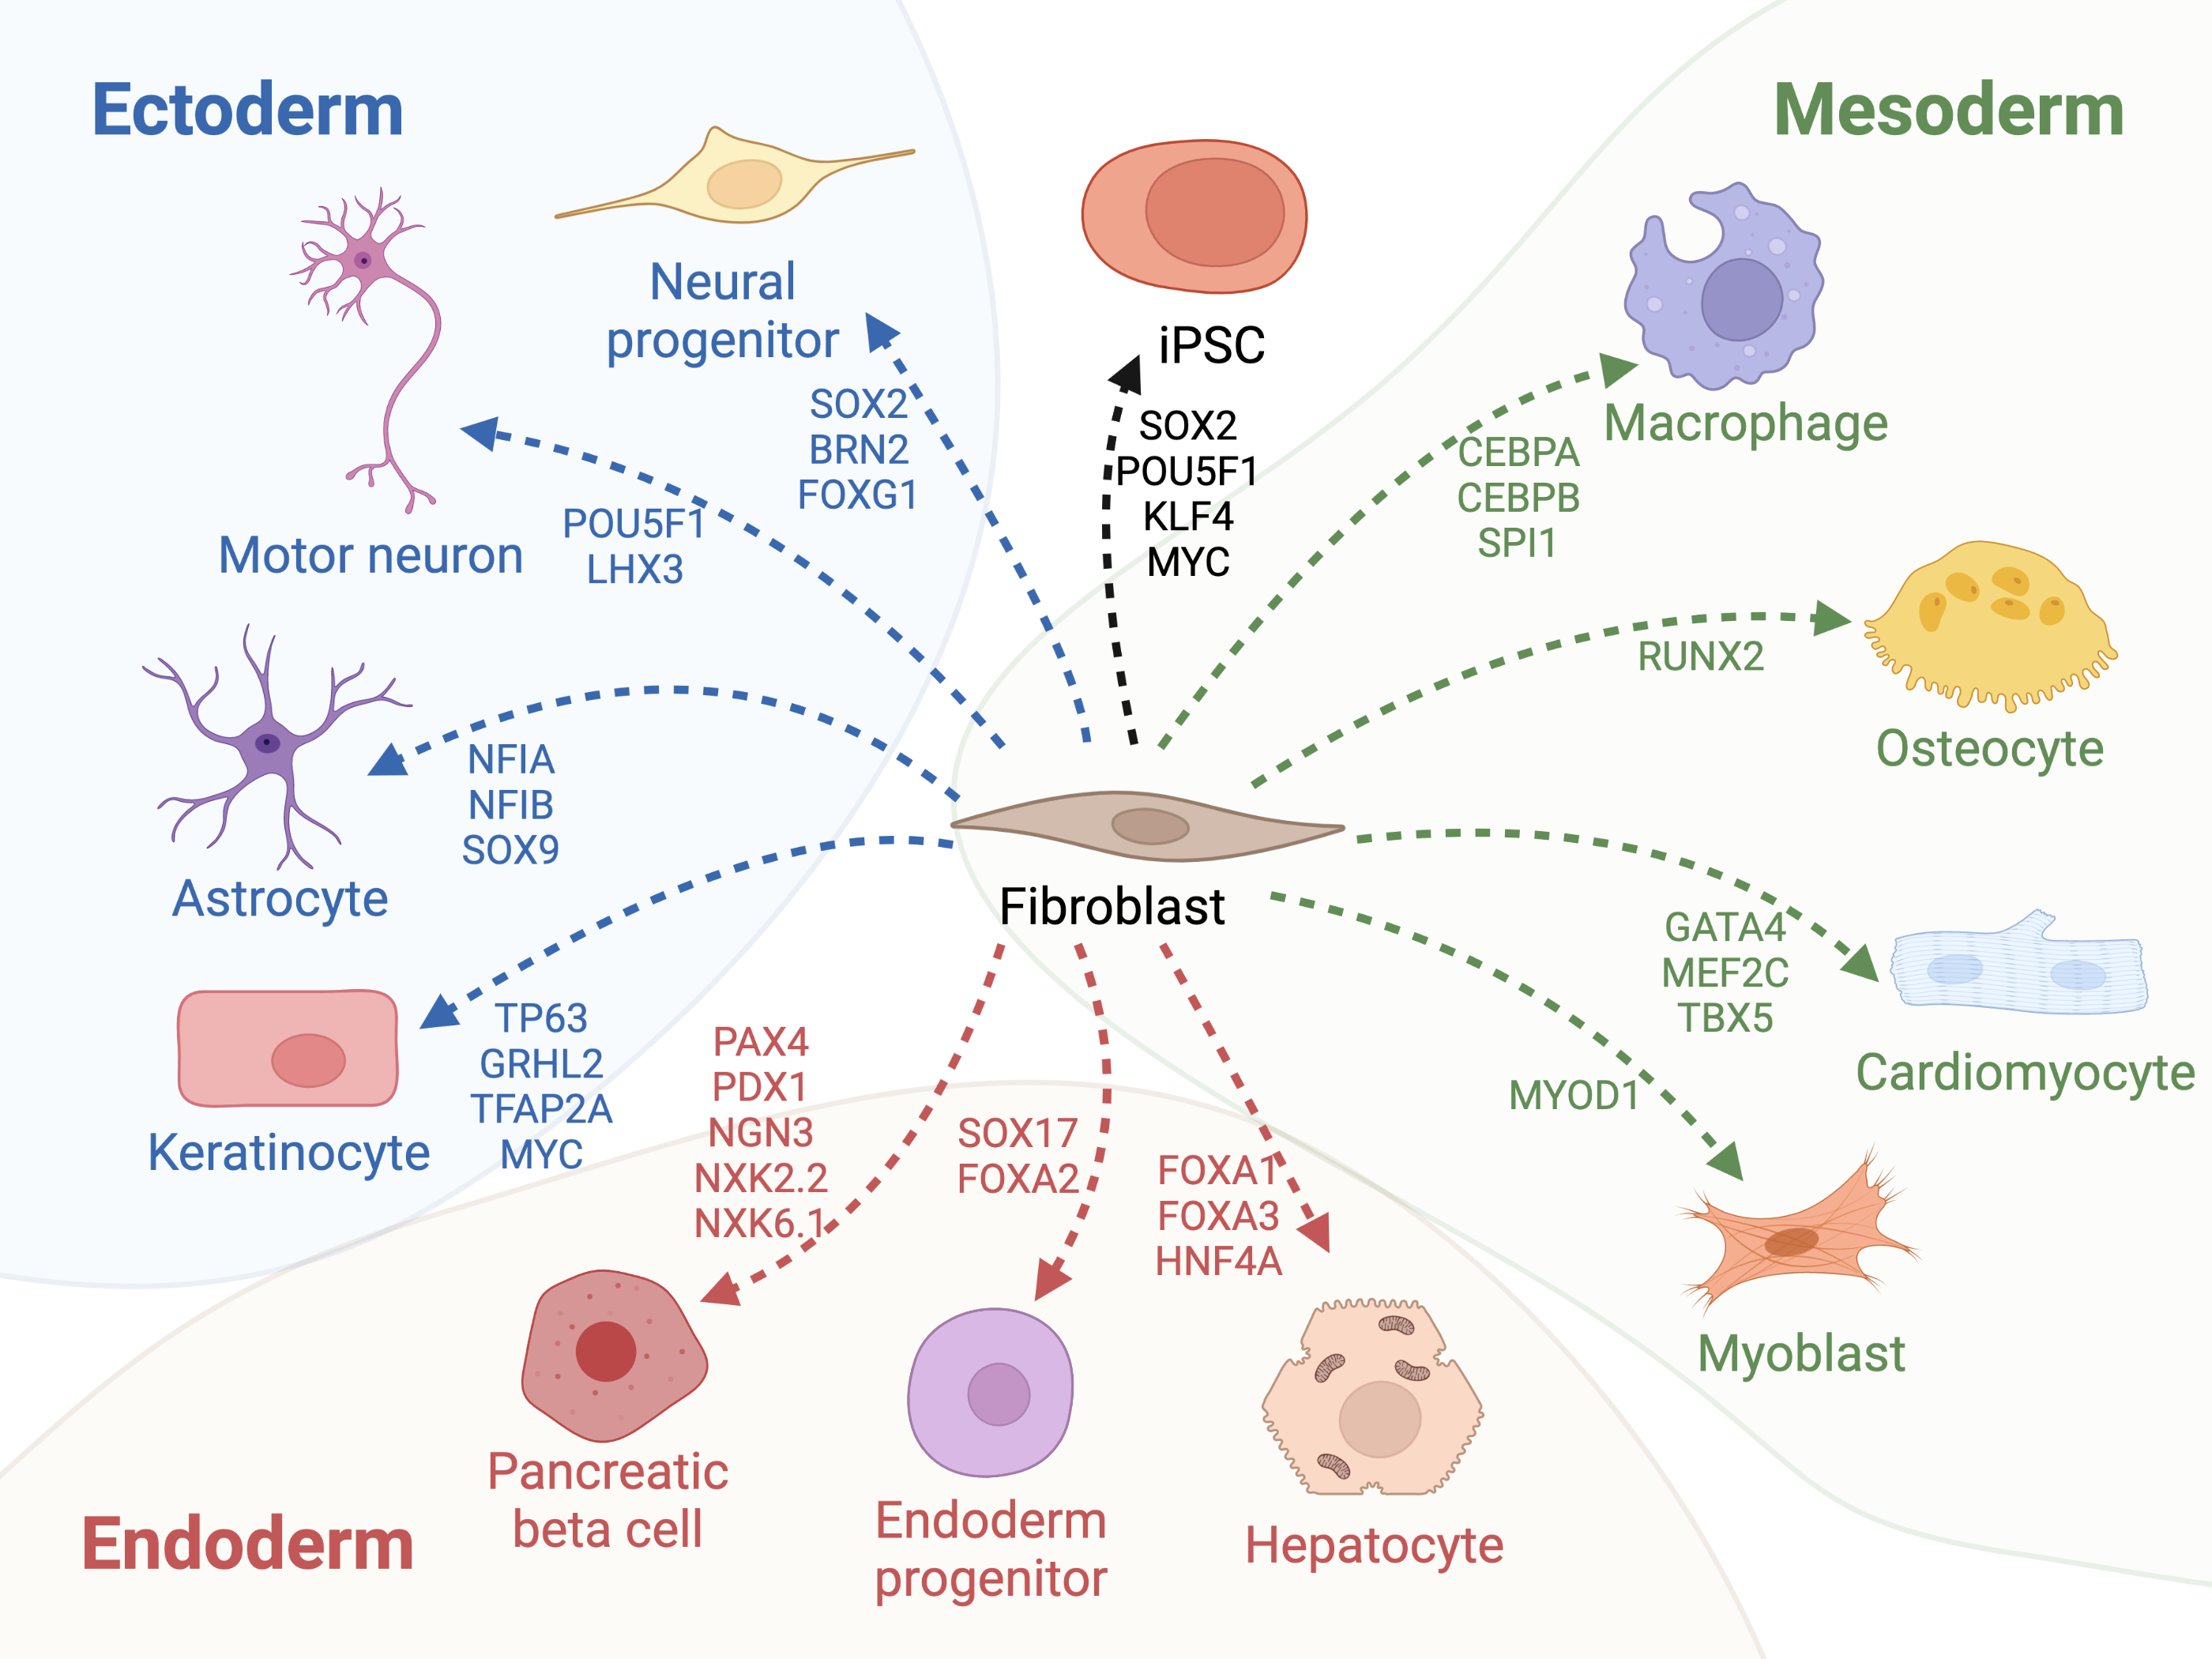 Ectoderm
Mesoderm
Neural
progenitor
SOX2
BRN2
FOXG1
iPSC
SOX2
POU5F1
KLF4
MYC
Macrophage
CEBPA
CEBPB
SPI1
Motor neuron
POU5F1
LHX3
RUNX2
Osteocyte
Astrocyte
NFIA
NFIB
SOX9
Fibroblast
GATA4
MEF2C
TBX5
Cardiomyocyte
Keratinocyte
TP63
GRHL2
TFAP2A
MYC
MYOD1
Myoblast
PAX4
PDX1
NGN3
NXK2.2
NXK6.1
SOX17
FOXA2
FOXA1
FOXA3
HNF4A
Endoderm
Pancreatic
beta cell
Endoderm
progenitor
Hepatocyte